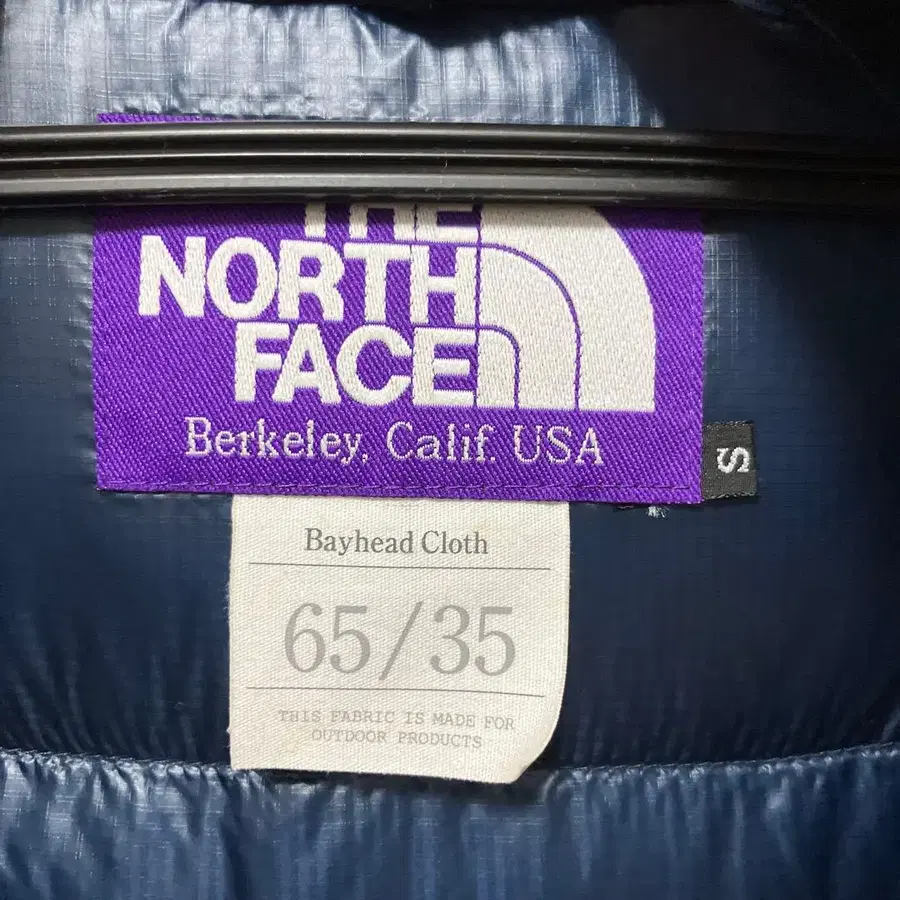 THE
NORTH
FACE
Berkeley, Calif. USA
S
Bayhead Cloth
65/35
THIS FABRIC IS MADE FOR
OUTDOOR PRODUCTS